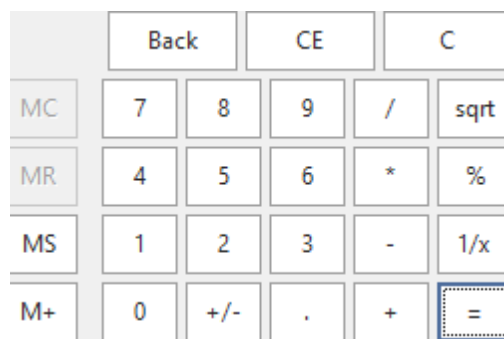 Back CE C
MC 7 8 9 / sqrt
MR 4 5 6 * %
MS 1 2 3 - 1/x
M+ 0 +/- . + =